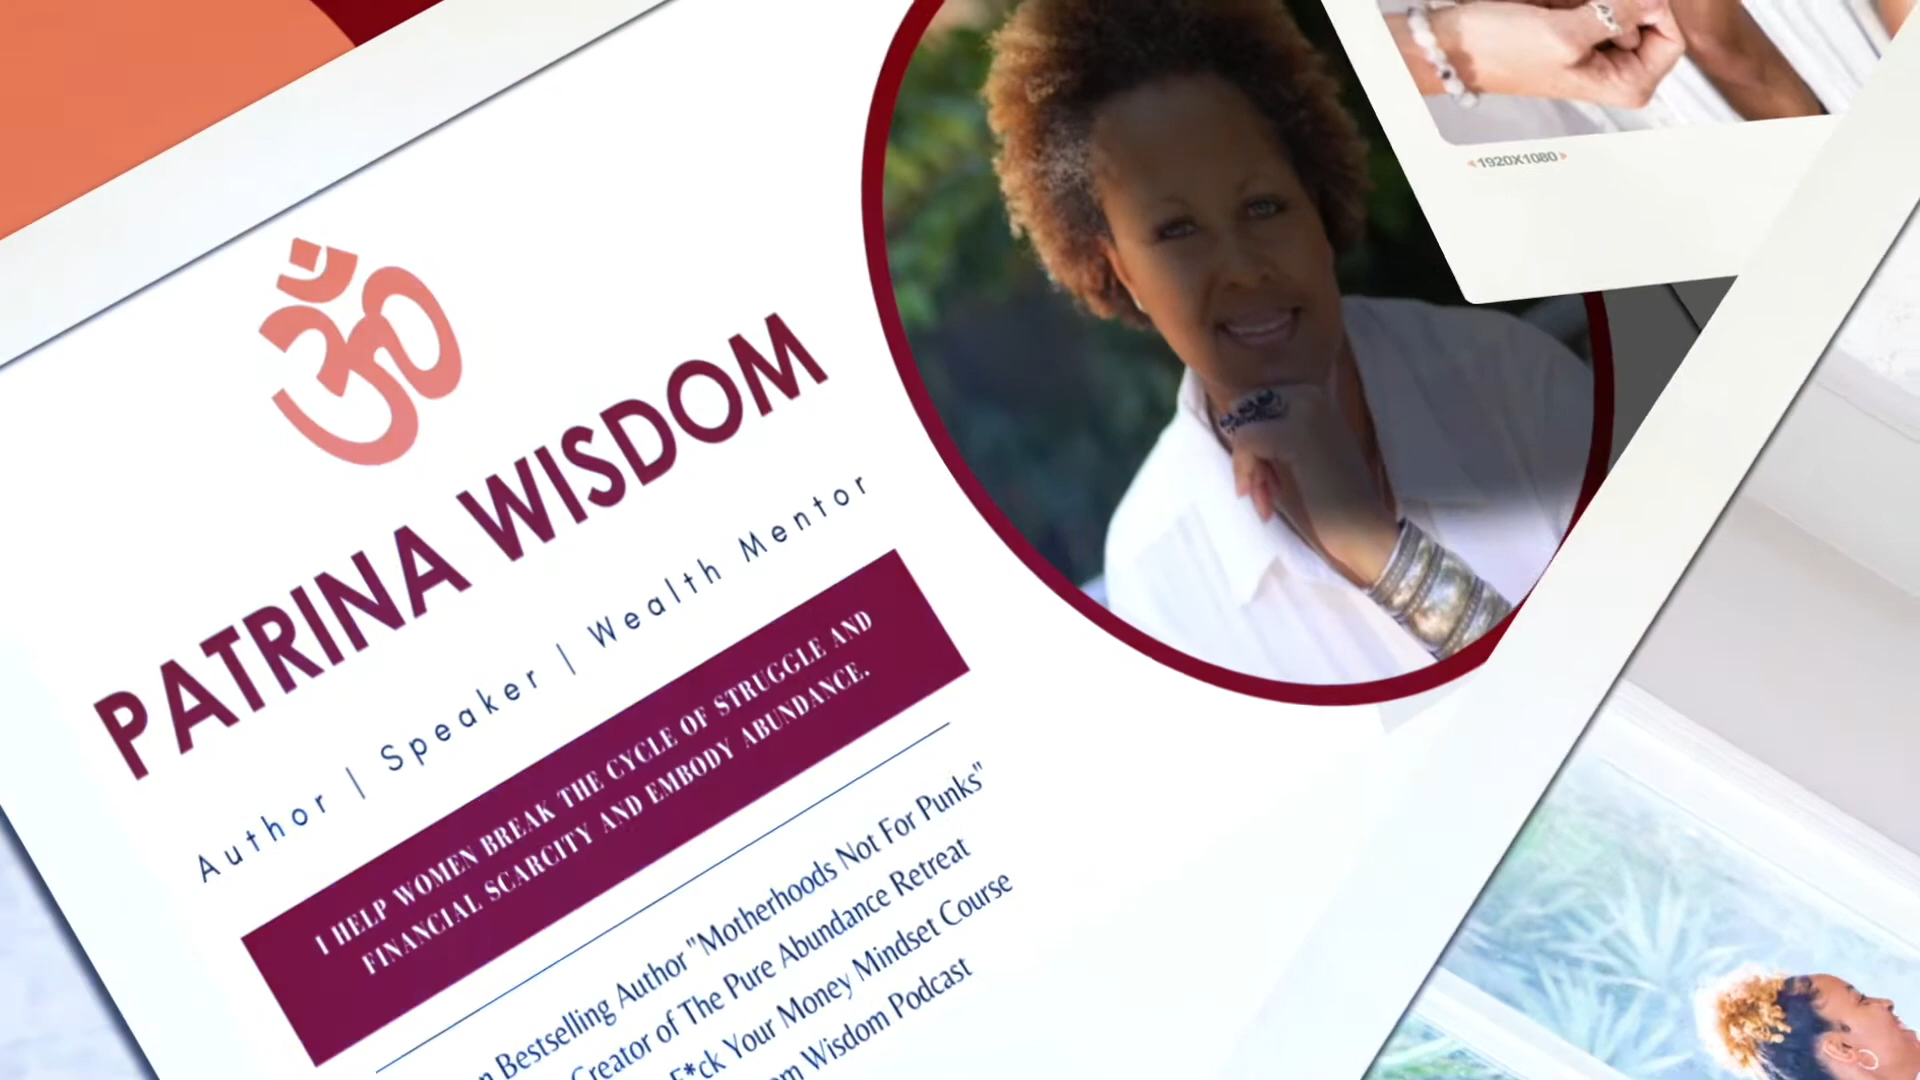 ॐ
PATRINA WISDOM
Author | Speaker | Wealth Mentor
I HELP WOMEN BREAK THE CYCLE OF STRUGGLE AND
FINANCIAL SCARCITY AND EMBODY ABUNDANCE.
Bestselling Author "Motherhoods Not For Punks"
Creator of The Pure Abundance Retreat
F*ck Your Money Mindset Course
Wisdom Podcast
1920X1080